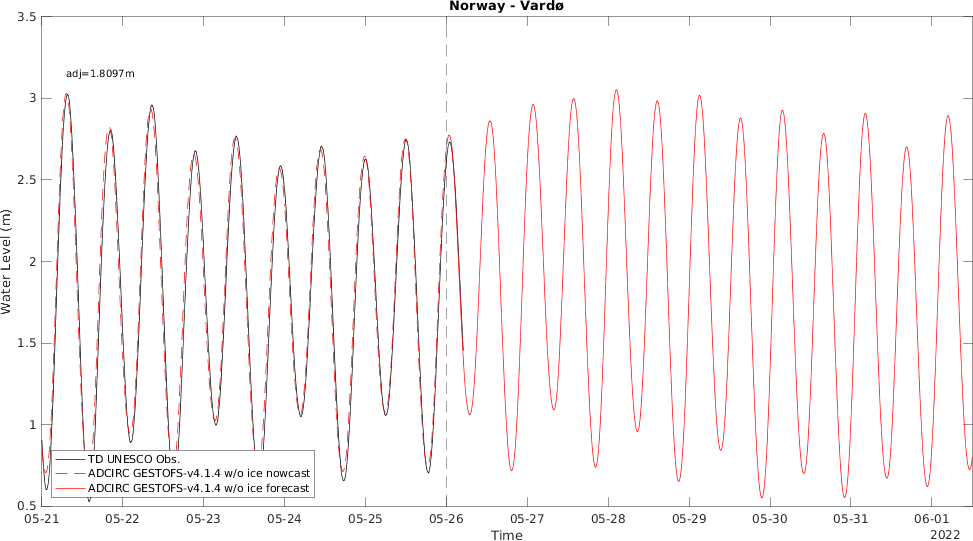 Norway - Vardø
3.5
adj=1.8097m
3
2.5
2
Water Level (m)
1.5
1
TD UNESCO Obs.
ADCIRC GESTOFS-v4.1.4 w/o ice nowcast
ADCIRC GESTOFS-v4.1.4 w/o ice forecast
0.5
05-21 05-22 05-23 05-24 05-25 05-26 05-27 05-28 05-29 05-30 05-31 06-01
Time
2022